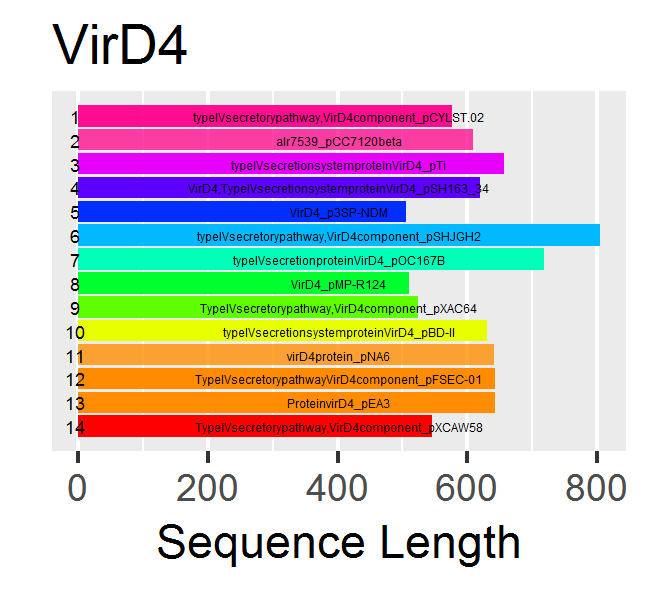 VirD4
1 typeIVsecretorypathway,VirD4component_pCYLST.02
2 alr7539_pCC7120beta
3 typeIVsecretionsystemproteinVirD4_pTi
4 VirD4,TypeIVsecretionsystemproteinVirD4_pSH163_34
5 VirD4_p3SP-NDM
6 typeIVsecretorypathway,VirD4component_pSHJGH2
7 typeIVsecretionproteinVirD4_pOC167B
8 VirD4_pMP-R124
9 TypeIVsecretorypathway,VirD4component_pXAC64
10 typeIVsecretionsystemproteinVirD4_pBD-II
11 virD4protein_pNA6
12 TypeIVsecretorypathwayVirD4component_pFSEC-01
13 ProteinvirD4_pEA3
14 TypeIVsecretorypathway,VirD4component_pXCAW58
0 200 400 600 800
Sequence Length